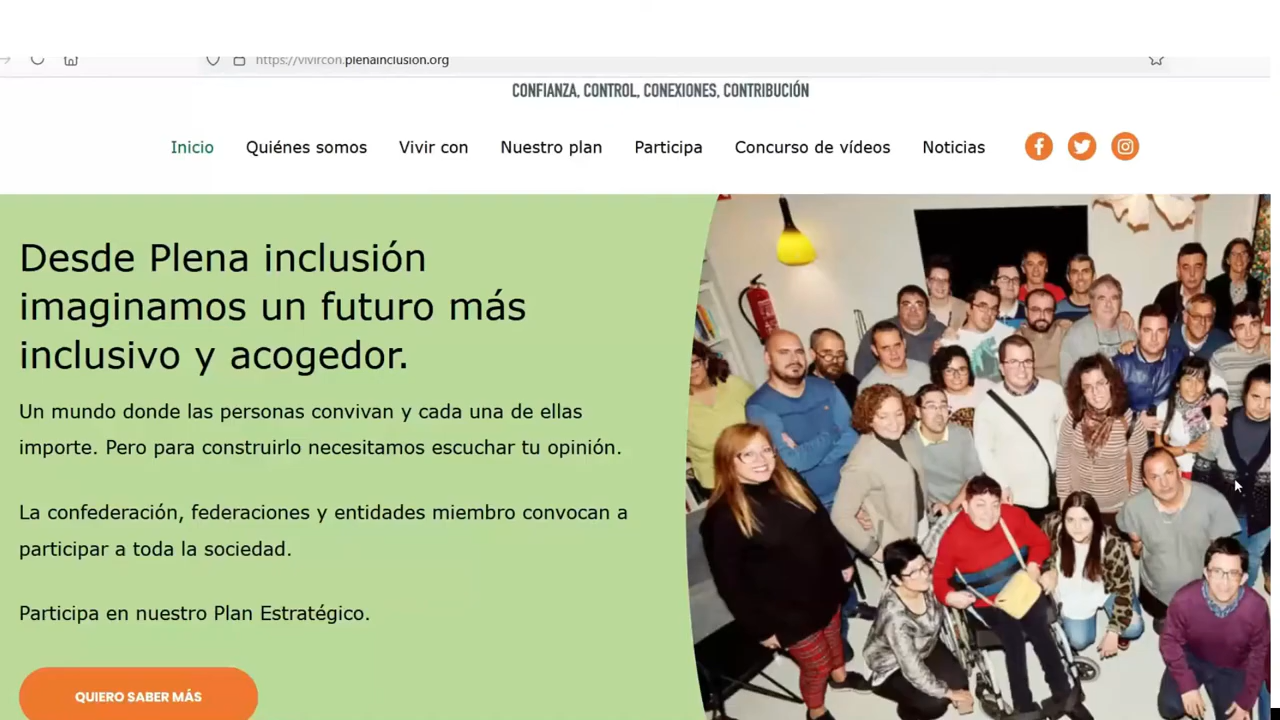 https://vivircon.plenainclusion.org
CONFIANZA, CONTROL, CONEXIONES, CONTRIBUCIÓN
Inicio Quiénes somos Vivir con Nuestro plan Participa Concurso de vídeos Noticias
Desde Plena inclusión
imaginamos un futuro más
inclusivo y acogedor.
Un mundo donde las personas convivan y cada una de ellas
importe. Pero para construirlo necesitamos escuchar tu opinión.
La confederación, federaciones y entidades miembro convocan a
participar a toda la sociedad.
Participa en nuestro Plan Estratégico.
QUIERO SABER MÁS